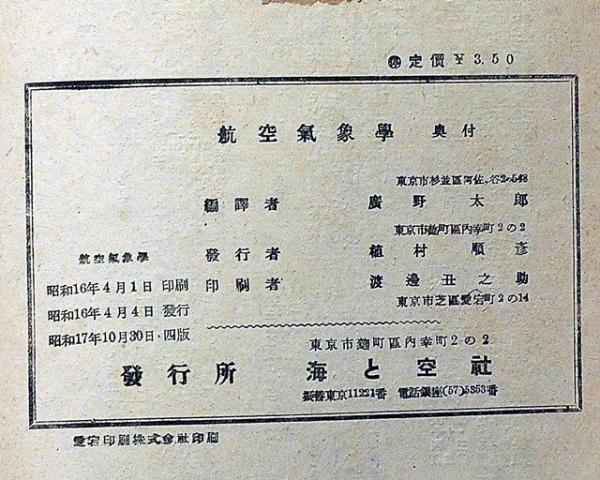 ㊞定價 ¥3.50
航空氣象學 奥付
東京市杉並區阿佐ヶ谷2の548
編譯者 廣野太郎
東京市麹町區内幸町2の2
發行者 植村順彦
印刷者 渡邊丑之助
東京市芝區愛宕町2の14
航空氣象學
昭和16年4月1日 印刷
昭和16年4月4日 發行
昭和17年10月30日 四版
東京市麹町區内幸町2の2
發行所 海と空社
振替東京11221番 電話銀座(57)5353番
愛宕印刷株式會社印刷